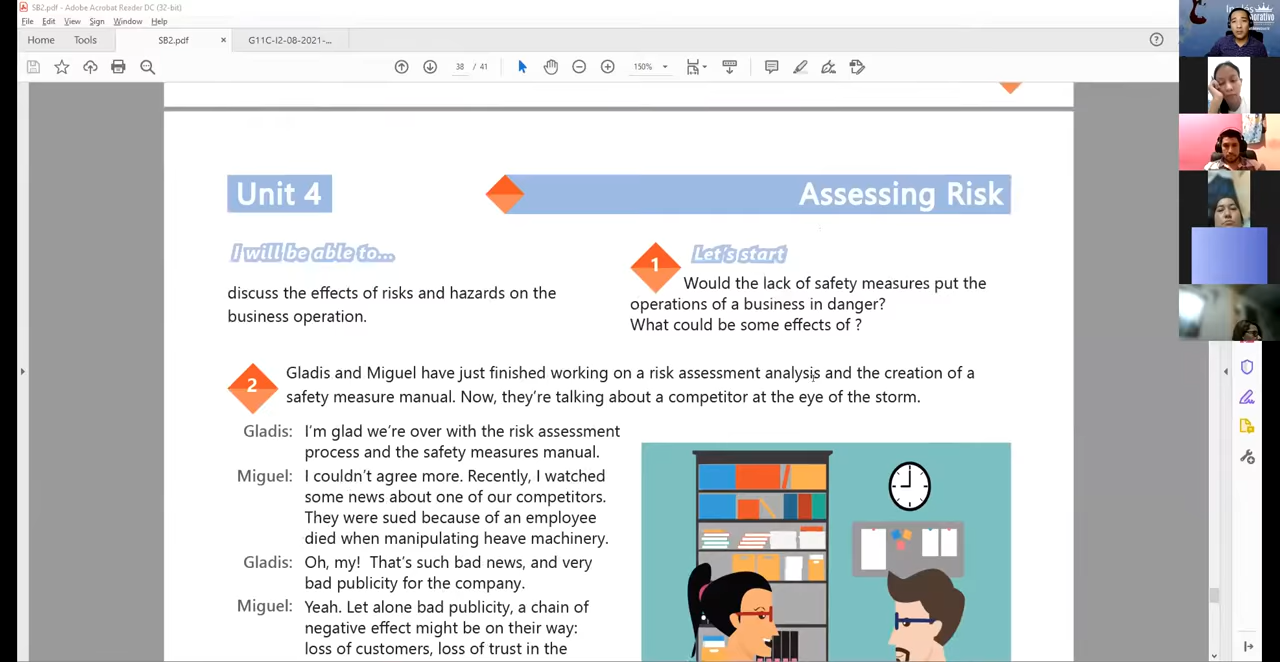 SB2.pdf - Adobe Acrobat Reader DC (32-bit)
File Edit View Sign Window Help
Home Tools SB2.pdf × G11C-I2-08-2021-...
38 / 41 150%
Unit 4 Assessing Risk
I will be able to...
discuss the effects of risks and hazards on the
business operation.
1 Let's start
Would the lack of safety measures put the
operations of a business in danger?
What could be some effects of ?
2 Gladis and Miguel have just finished working on a risk assessment analysis and the creation of a
safety measure manual. Now, they're talking about a competitor at the eye of the storm.
Gladis: I'm glad we're over with the risk assessment
process and the safety measures manual.
Miguel: I couldn't agree more. Recently, I watched
some news about one of our competitors.
They were sued because of an employee
died when manipulating heave machinery.
Gladis: Oh, my! That's such bad news, and very
bad publicity for the company.
Miguel: Yeah. Let alone bad publicity, a chain of
negative effect might be on their way:
loss of customers, loss of trust in the